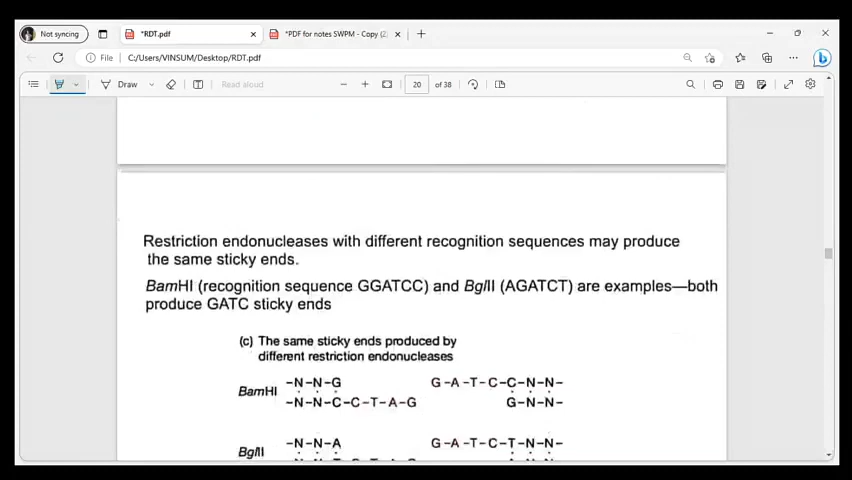 Not syncing
*RDT.pdf
*PDF for notes SWPM - Copy (2)
File C:/Users/VINSUM/Desktop/RDT.pdf
Draw Read aloud 20 of 38
Restriction endonucleases with different recognition sequences may produce
the same sticky ends.
BamHI (recognition sequence GGATCC) and BglII (AGATCT) are examples—both
produce GATC sticky ends
(c) The same sticky ends produced by
different restriction endonucleases
-N-N-G G-A-T-C-C-N-N-
BamHI
-N-N-C-C-T-A-G G-N-N-
-N-N-A G-A-T-C-T-N-N-
BglII